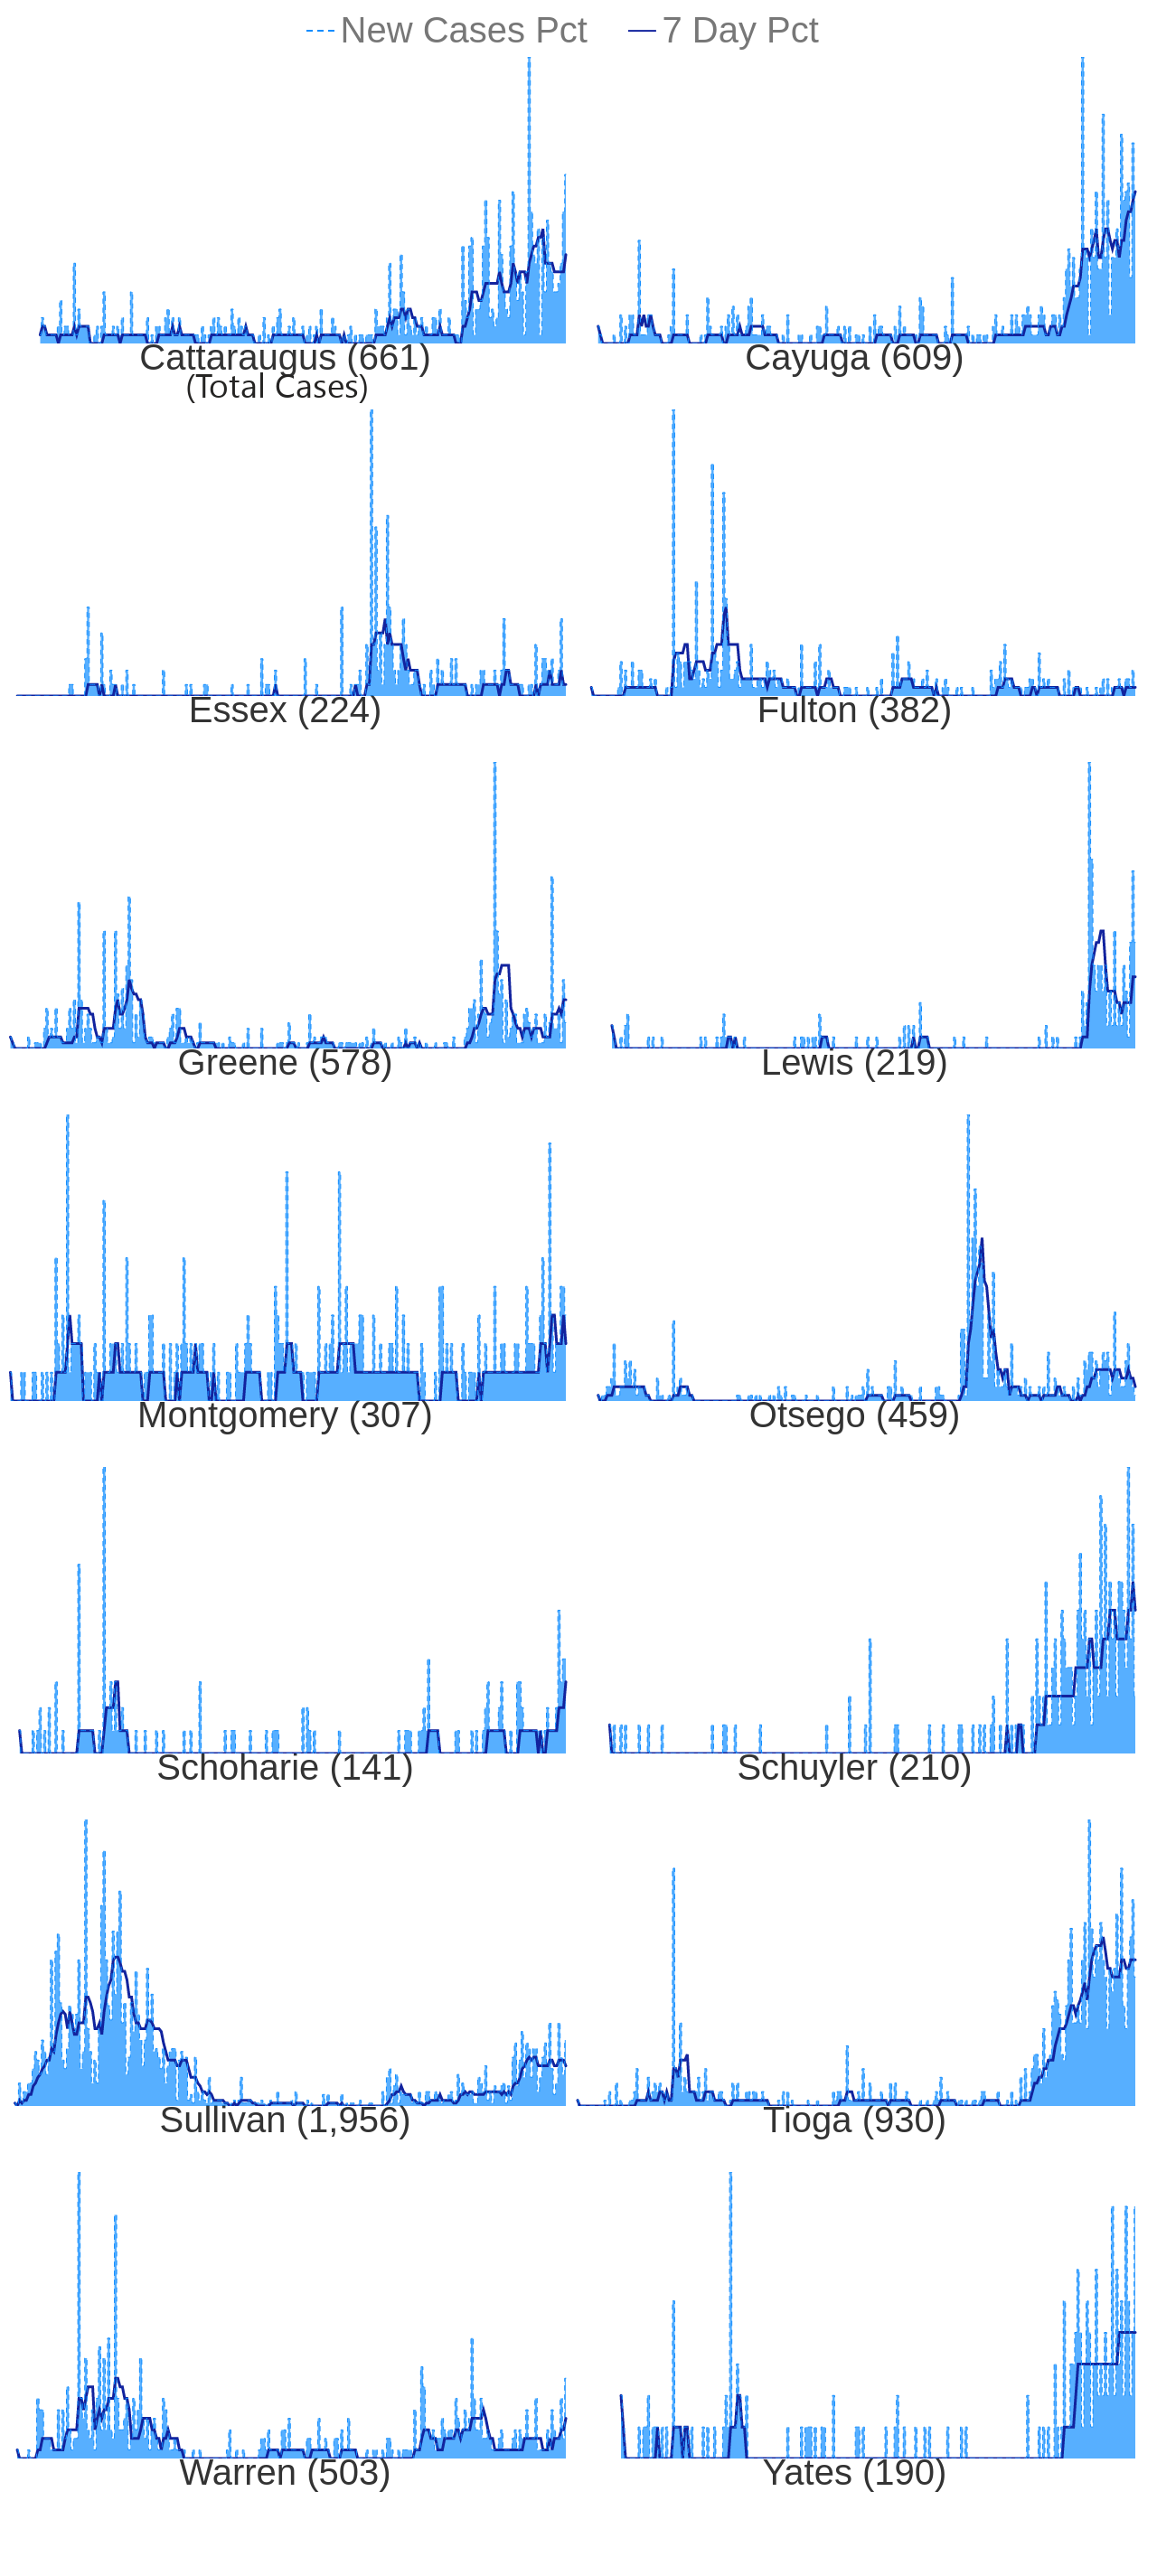 New Cases Pct 7 Day Pct
Cattaraugus (661) Cayuga (609)
(Total Cases)
Essex (224) Fulton (382)
Greene (578) Lewis (219)
Montgomery (307) Otsego (459)
Schoharie (141) Schuyler (210)
Sullivan (1,956) Tioga (930)
Warren (503) Yates (190)